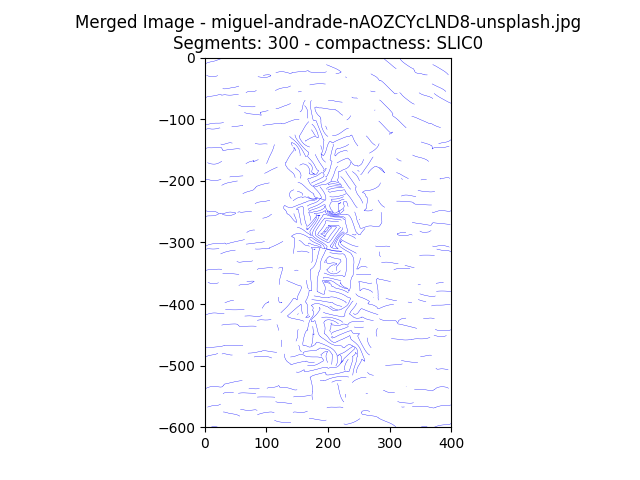 Merged Image - miguel-andrade-nAOZCYcLND8-unsplash.jpg
Segments: 300 - compactness: SLIC0
0
−100
−200
−300
−400
−500
−600
0 100 200 300 400